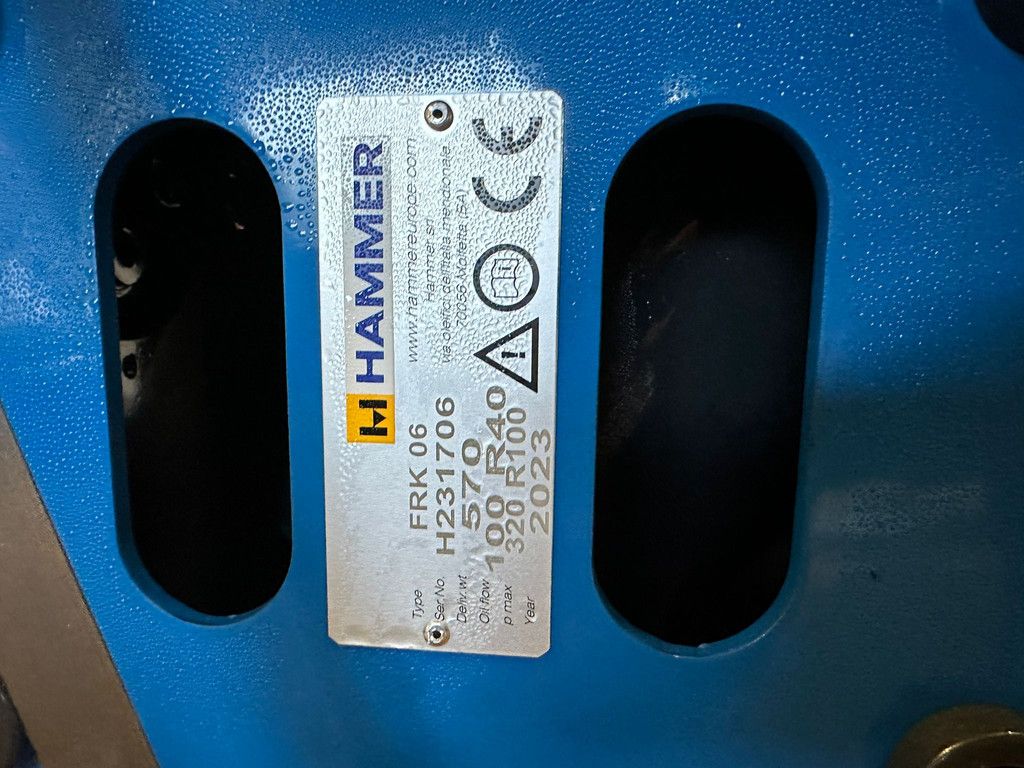 HAMMER
www.hammereurope.com
Hammer srl
70056 Molfetta (BA)
CE
Type FRK 06
Ser.No. H231706
Deliv.wt 570
Oil flow 100 R40
p max 320 R100
Year 2023